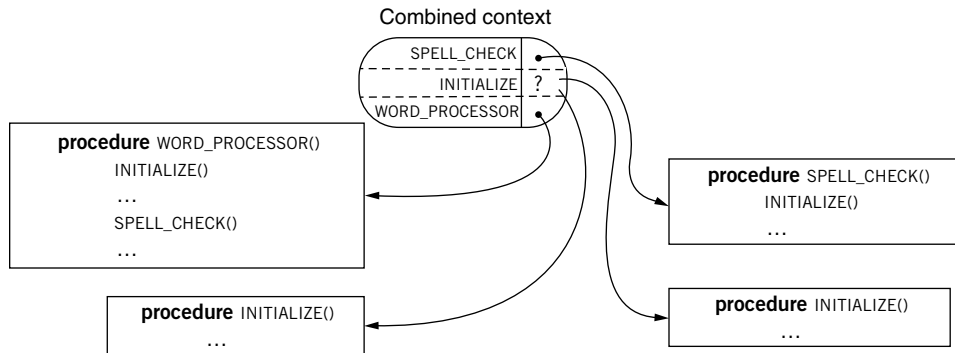 Combined context
SPELL_CHECK
INITIALIZE ?
WORD_PROCESSOR
procedure WORD_PROCESSOR()
INITIALIZE()
...
SPELL_CHECK()
...
procedure SPELL_CHECK()
INITIALIZE()
...
procedure INITIALIZE()
...
procedure INITIALIZE()
...